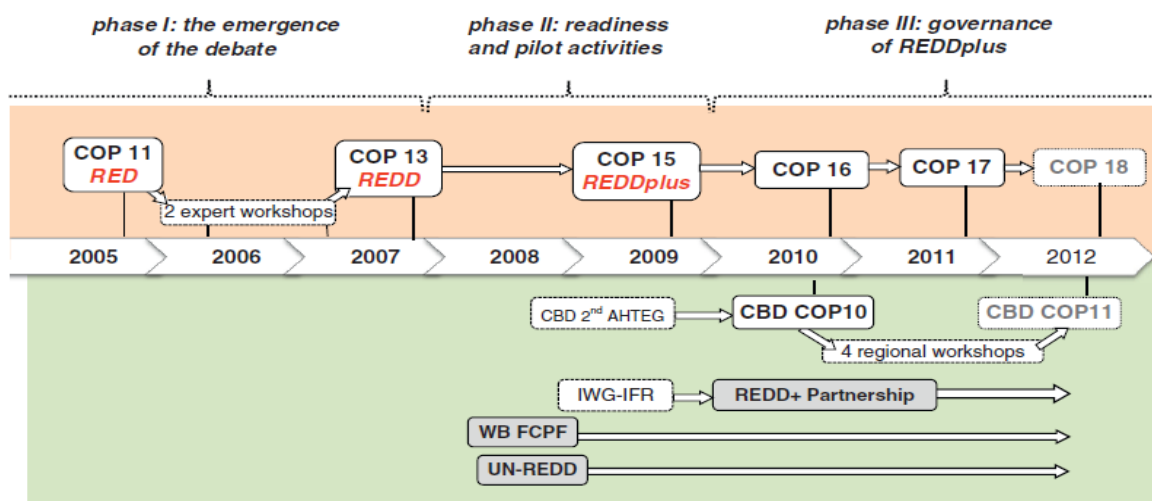 phase I: the emergence
of the debate
phase II: readiness
and pilot activities
phase III: governance
of REDDplus
COP 11
RED
COP 13
REDD
COP 15
REDDplus
COP 16
COP 17
COP 18
2 expert workshops
2005
2006
2007
2008
2009
2010
2011
2012
CBD 2nd AHTEG
CBD COP10
CBD COP11
4 regional workshops
IWG-IFR
REDD+ Partnership
WB FCPF
UN-REDD